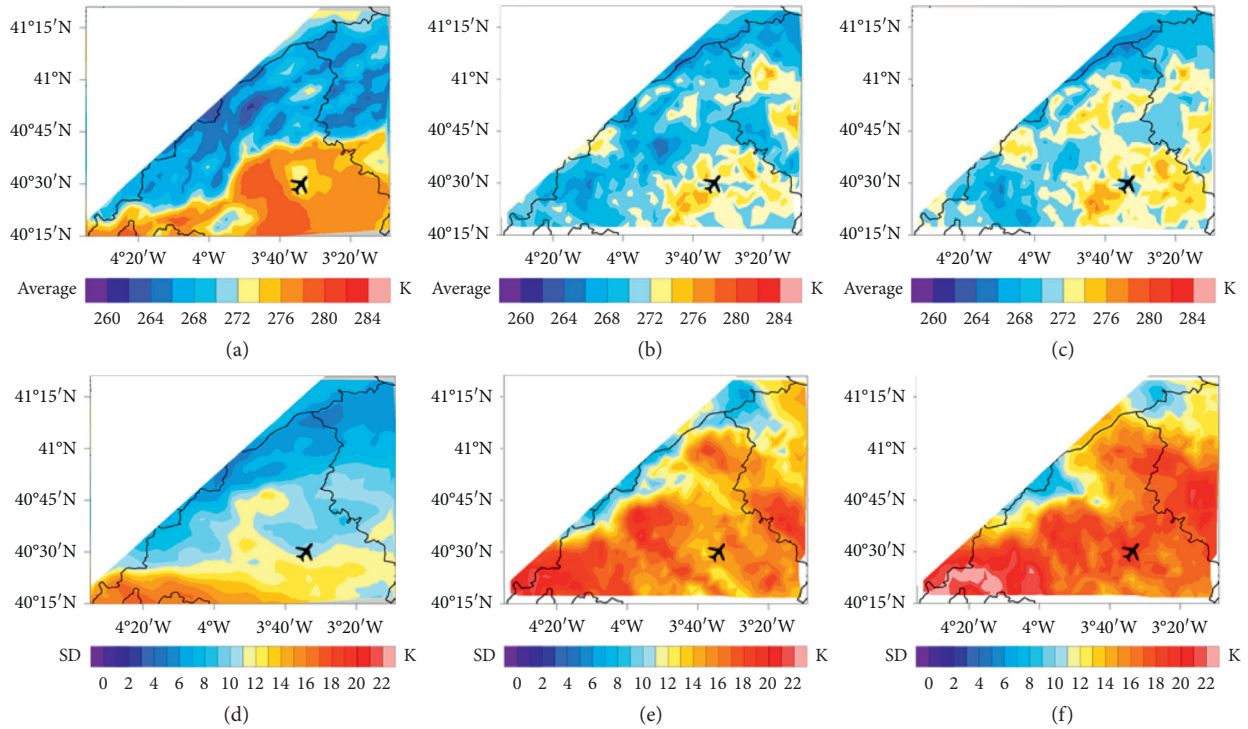 41°15′N
41°N
40°45′N
40°30′N
40°15′N
4°20′W 4°W 3°40′W 3°20′W
Average K
260 264 268 272 276 280 284
(a)
41°15′N
41°N
40°45′N
40°30′N
40°15′N
4°20′W 4°W 3°40′W 3°20′W
Average K
260 264 268 272 276 280 284
(b)
41°15′N
41°N
40°45′N
40°30′N
40°15′N
4°20′W 4°W 3°40′W 3°20′W
Average K
260 264 268 272 276 280 284
(c)
41°15′N
41°N
40°45′N
40°30′N
40°15′N
4°20′W 4°W 3°40′W 3°20′W
SD K
0 2 4 6 8 10 12 14 16 18 20 22
(d)
41°15′N
41°N
40°45′N
40°30′N
40°15′N
4°20′W 4°W 3°40′W 3°20′W
SD K
0 2 4 6 8 10 12 14 16 18 20 22
(e)
41°15′N
41°N
40°45′N
40°30′N
40°15′N
4°20′W 4°W 3°40′W 3°20′W
SD K
0 2 4 6 8 10 12 14 16 18 20 22
(f)